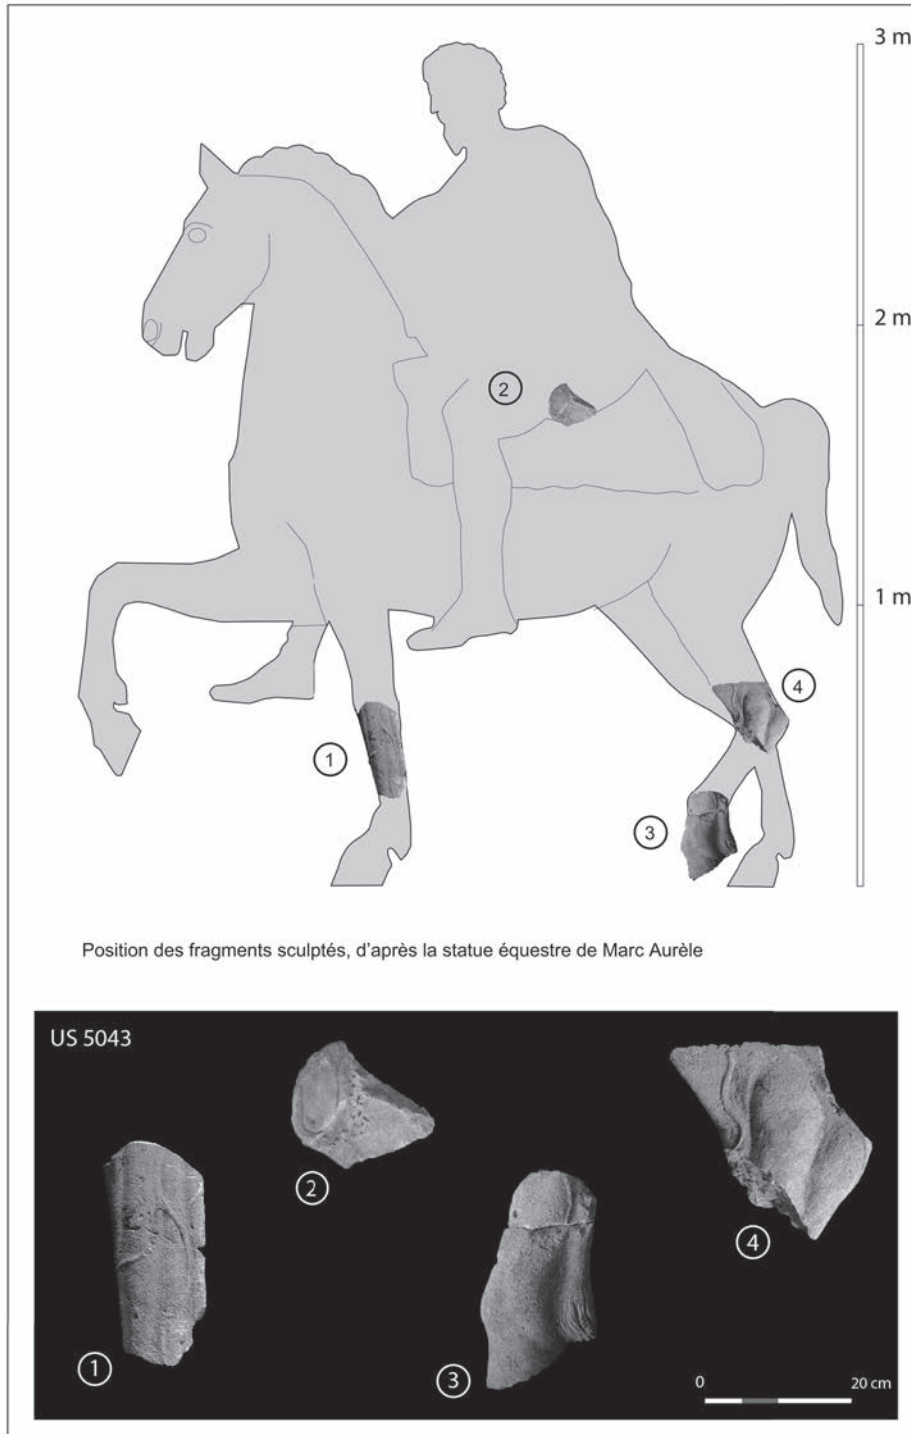 3 m
2 m
2
1 m
4
1
3
Position des fragments sculptés, d'après la statue équestre de Marc Aurèle
US 5043
2
4
1
3
0 20 cm